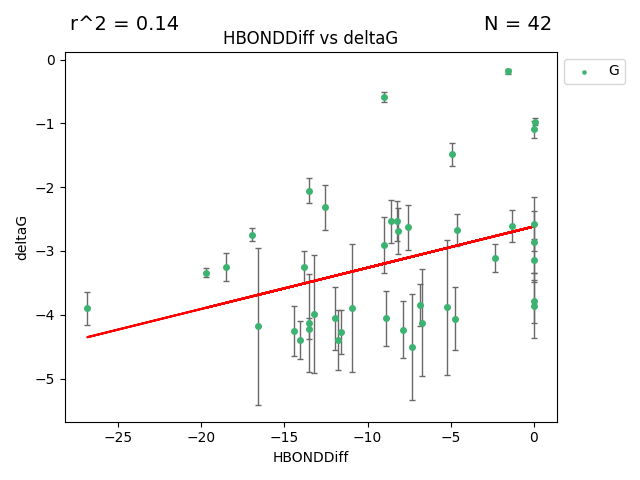 r^2 = 0.14
N = 42
HBONDDiff vs deltaG
G
0
−1
−2
−3
−4
−5
deltaG
−25
−20
−15
−10
−5
0
HBONDDiff